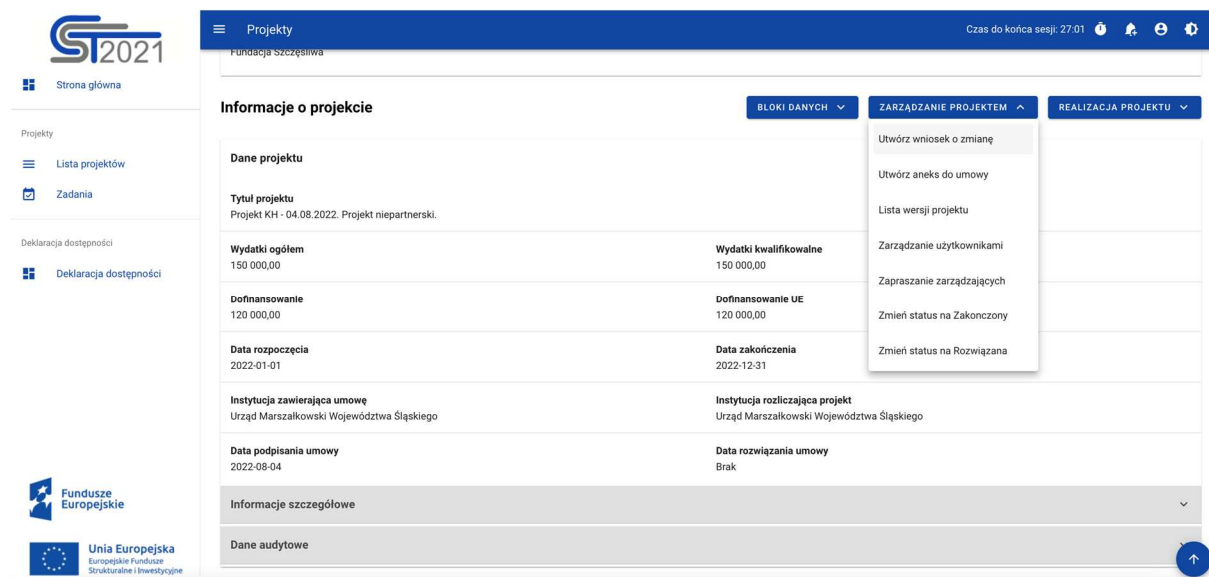 ST2021
Projekty
Czas do końca sesji: 27:01
Strona główna
Projekty
Lista projektów
Zadania
Deklaracja dostępności
Deklaracja dostępności
Fundusze
Europejskie
Unia Europejska
Europejskie Fundusze
Strukturalne i Inwestycyjne
Fundacja Szczęśliwa
Informacje o projekcie
BLOKI DANYCH
ZARZĄDZANIE PROJEKTEM
REALIZACJA PROJEKTU
Utwórz wniosek o zmianę
Utwórz aneks do umowy
Lista wersji projektu
Zarządzanie użytkownikami
Zapraszanie zarządzających
Zmień status na Zakonczony
Zmień status na Rozwiązana
Dane projektu
Tytuł projektu
Projekt KH - 04.08.2022. Projekt niepartnerski.
Wydatki ogółem
150 000,00
Wydatki kwalifikowalne
150 000,00
Dofinansowanie
120 000,00
Dofinansowanie UE
120 000,00
Data rozpoczęcia
2022-01-01
Data zakończenia
2022-12-31
Instytucja zawierająca umowę
Urząd Marszałkowski Województwa Śląskiego
Instytucja rozliczająca projekt
Urząd Marszałkowski Województwa Śląskiego
Data podpisania umowy
2022-08-04
Data rozwiązania umowy
Brak
Informacje szczegółowe
Dane audytowe